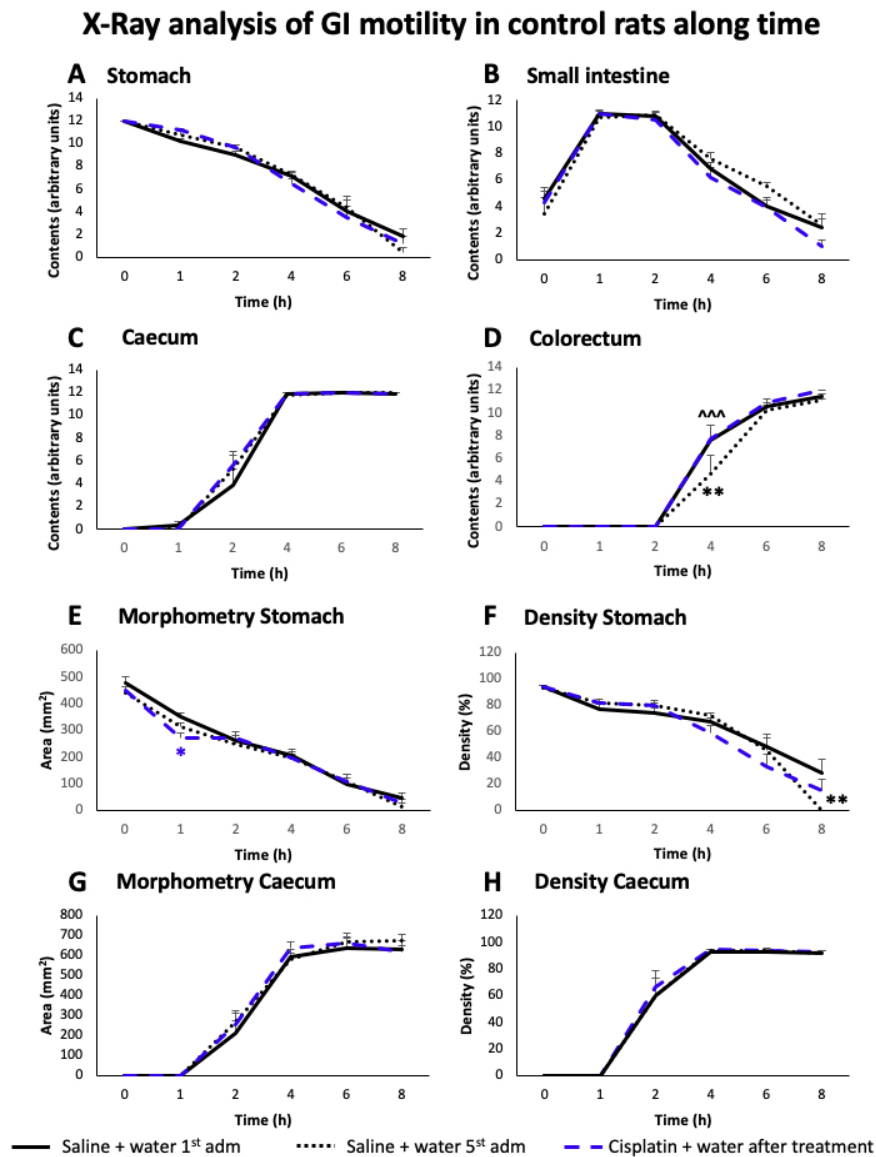 X-Ray analysis of GI motility in control rats along time
A Stomach
Contents (arbitrary units)
14
12
10
8
6
4
2
0
0 1 2 4 6 8
Time (h)
B Small intestine
Contents (arbitrary units)
12
10
8
6
4
2
0
0 1 2 4 6 8
Time (h)
C Caecum
Contents (arbitrary units)
14
12
10
8
6
4
2
0
0 1 2 4 6 8
Time (h)
D Colorectum
Contents (arbitrary units)
14
12
10
8
6
4
2
0
^^^
**
0 1 2 4 6 8
Time (h)
E Morphometry Stomach
Area (mm²)
600
500
400
300
200
100
0
*
0 1 2 4 6 8
Time (h)
F Density Stomach
Density (%)
120
100
80
60
40
20
0
**
0 1 2 4 6 8
Time (h)
G Morphometry Caecum
Area (mm²)
800
700
600
500
400
300
200
100
0
0 1 2 4 6 8
Time (h)
H Density Caecum
Density (%)
120
100
80
60
40
20
0
0 1 2 4 6 8
Time (h)
Saline + water 1st adm Saline + water 5st adm Cisplatin + water after treatment